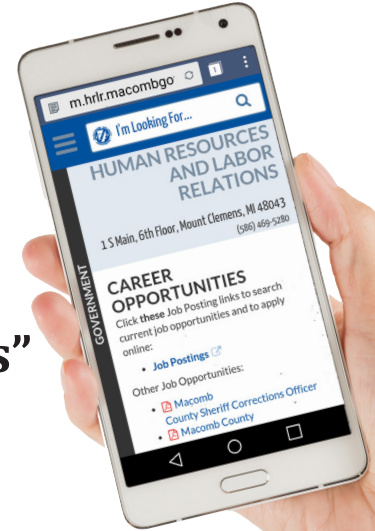 m.hrlr.macombgo
1
I'm Looking For...
HUMAN RESOURCES
AND LABOR
RELATIONS
1 S Main, 6th Floor, Mount Clemens, MI 48043
(586) 469-5280
GOVERNMENT
CAREER
OPPORTUNITIES
Click these Job Posting links to search
current job opportunities and to apply
online:
• Job Postings
Other Job Opportunities:
• Macomb
County Sheriff Corrections Officer
• Macomb County
s”